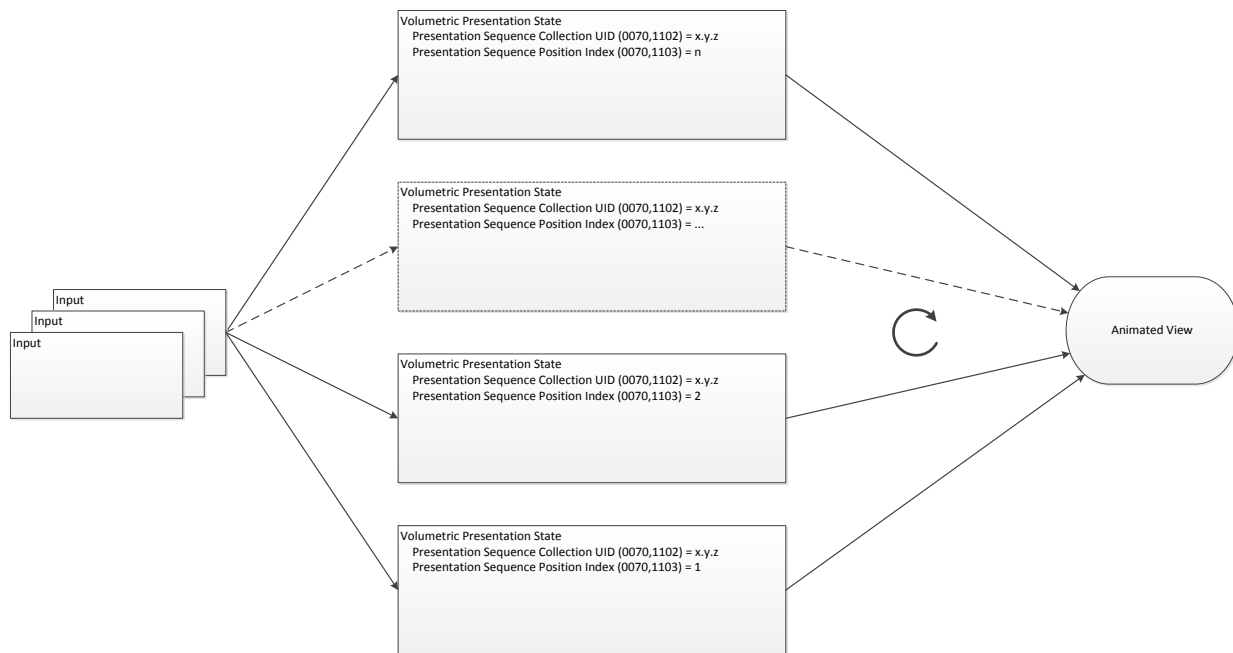 Volumetric Presentation State
Presentation Sequence Collection UID (0070,1102) = x.y.z
Presentation Sequence Position Index (0070,1103) = n
Volumetric Presentation State
Presentation Sequence Collection UID (0070,1102) = x.y.z
Presentation Sequence Position Index (0070,1103) = ...
Input
Input
Input
Animated View
Volumetric Presentation State
Presentation Sequence Collection UID (0070,1102) = x.y.z
Presentation Sequence Position Index (0070,1103) = 2
Volumetric Presentation State
Presentation Sequence Collection UID (0070,1102) = x.y.z
Presentation Sequence Position Index (0070,1103) = 1